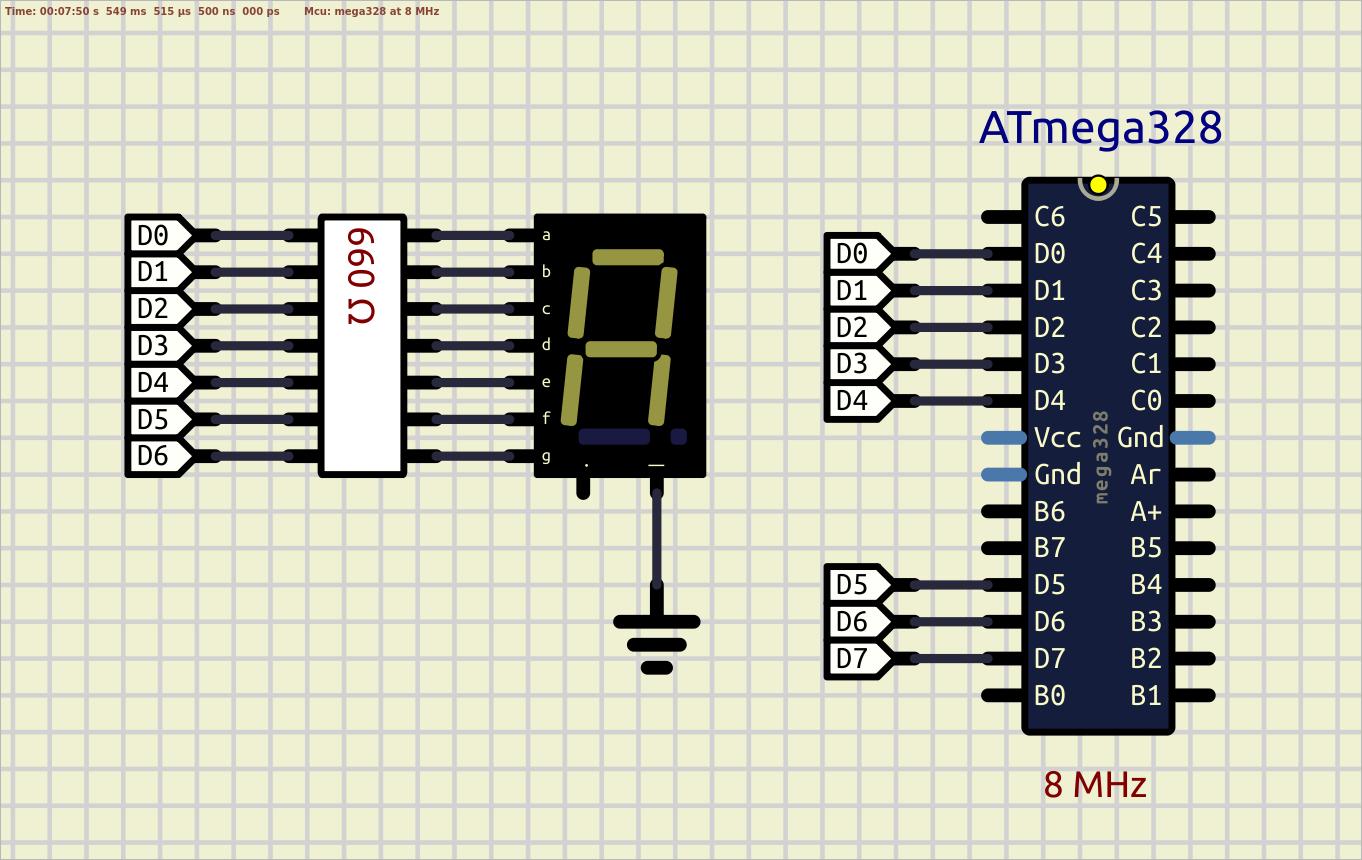 Time: 00:07:50 s  549 ms  515 µs  500 ns  000 ps        Mcu: mega328 at 8 MHz
ATmega328
D0
D1
D2
D3
D4
D5
D6
660 Ω
a
b
c
d
e
f
g
.
D0
D1
D2
D3
D4
D5
D6
D7
C6
D0
D1
D2
D3
D4
Vcc
Gnd
B6
B7
D5
D6
D7
B0
mega328
C5
C4
C3
C2
C1
C0
Gnd
Ar
A+
B5
B4
B3
B2
B1
8 MHz